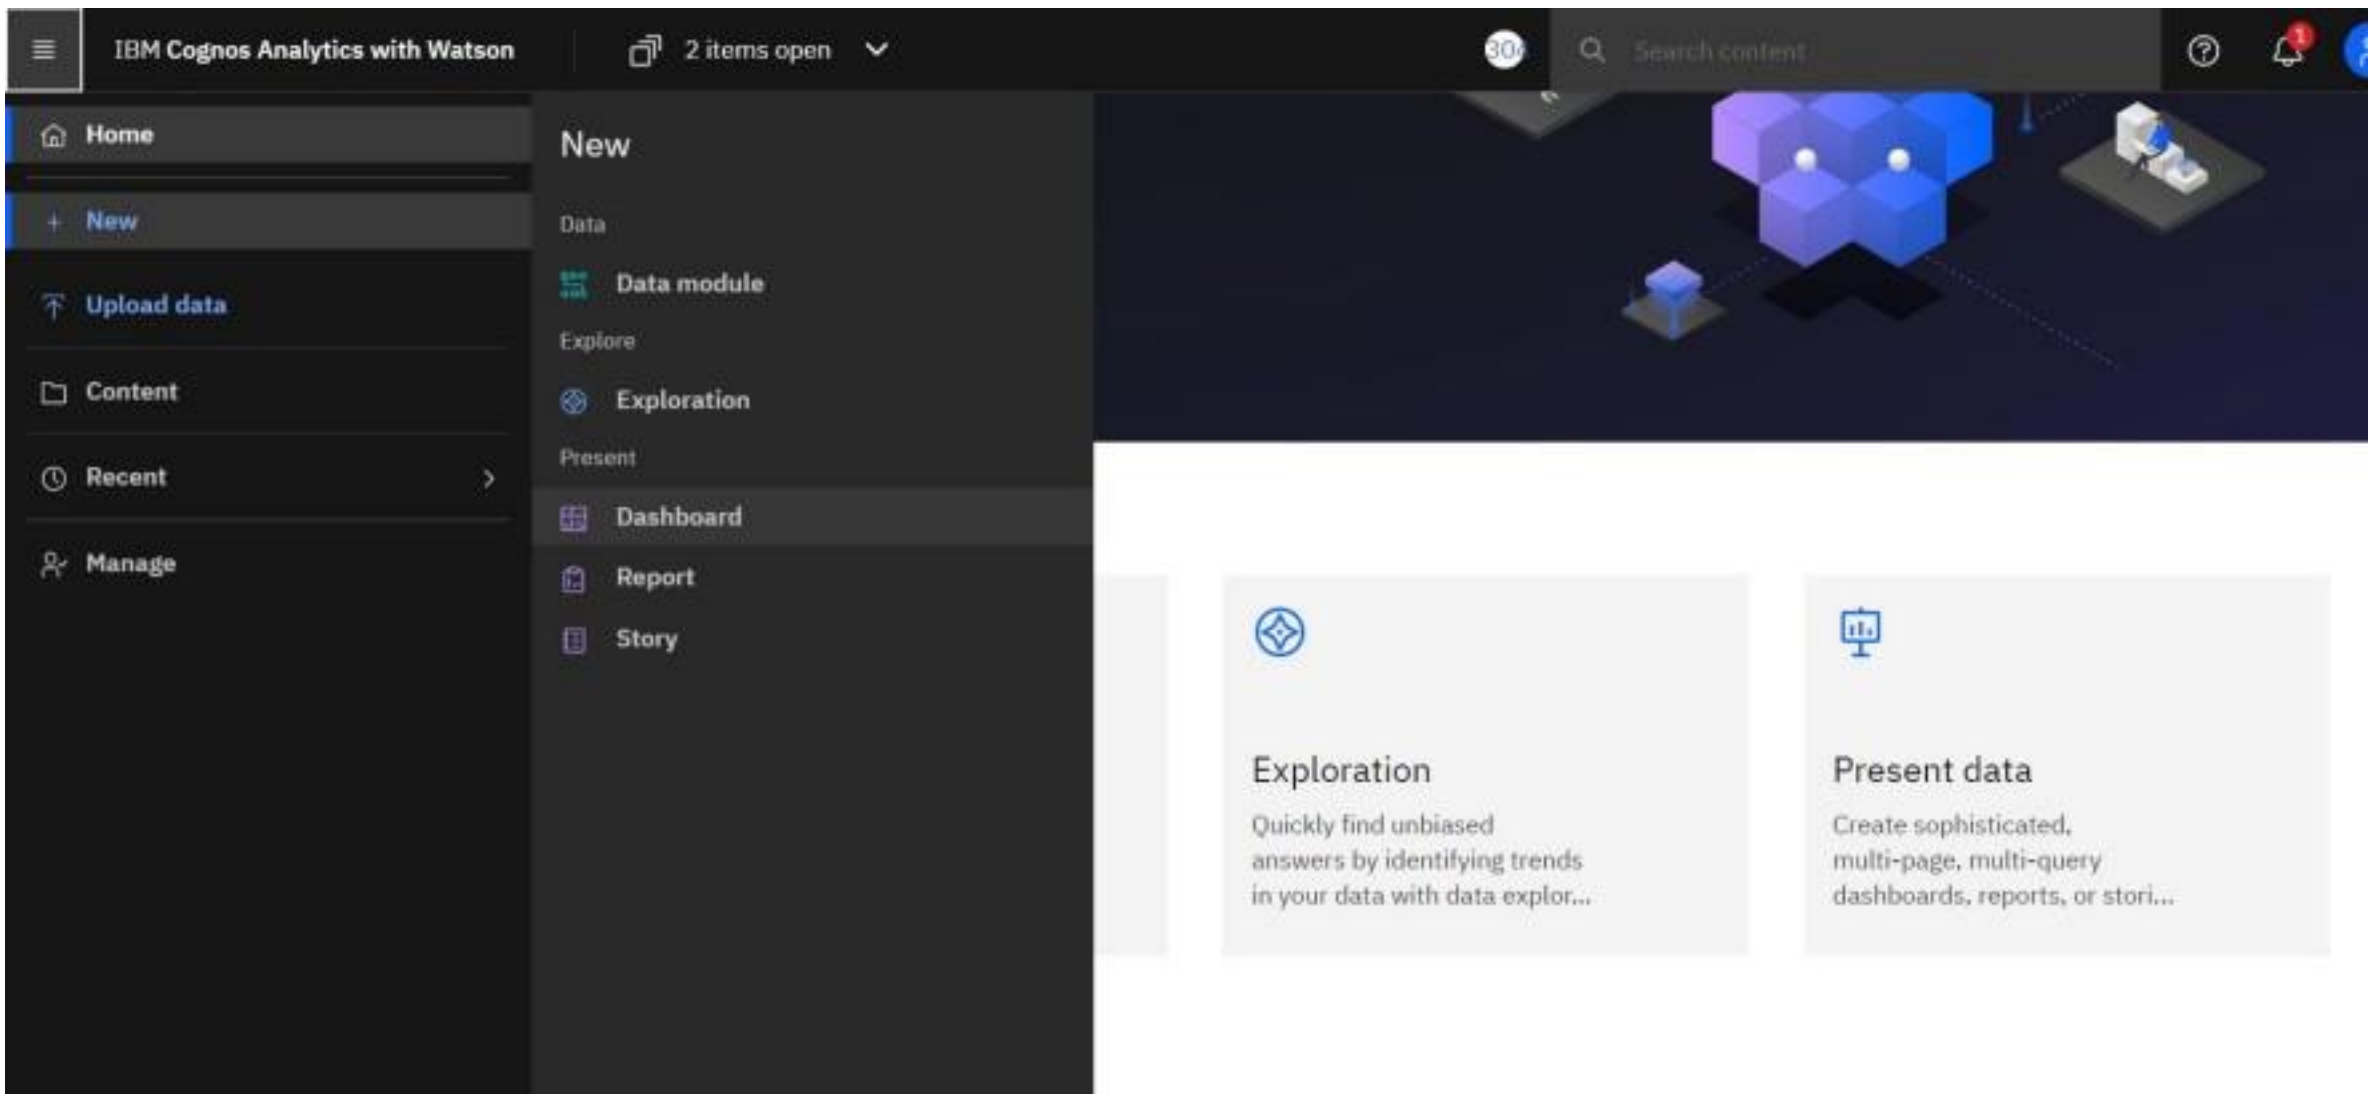 IBM Cognos Analytics with Watson
2 items open
30
Search content
1
Home
New
Upload data
Content
Recent
Manage
New
Data
Data module
Explore
Exploration
Present
Dashboard
Report
Story
Exploration
Quickly find unbiased
answers by identifying trends
in your data with data explor...
Present data
Create sophisticated,
multi-page, multi-query
dashboards, reports, or stori...